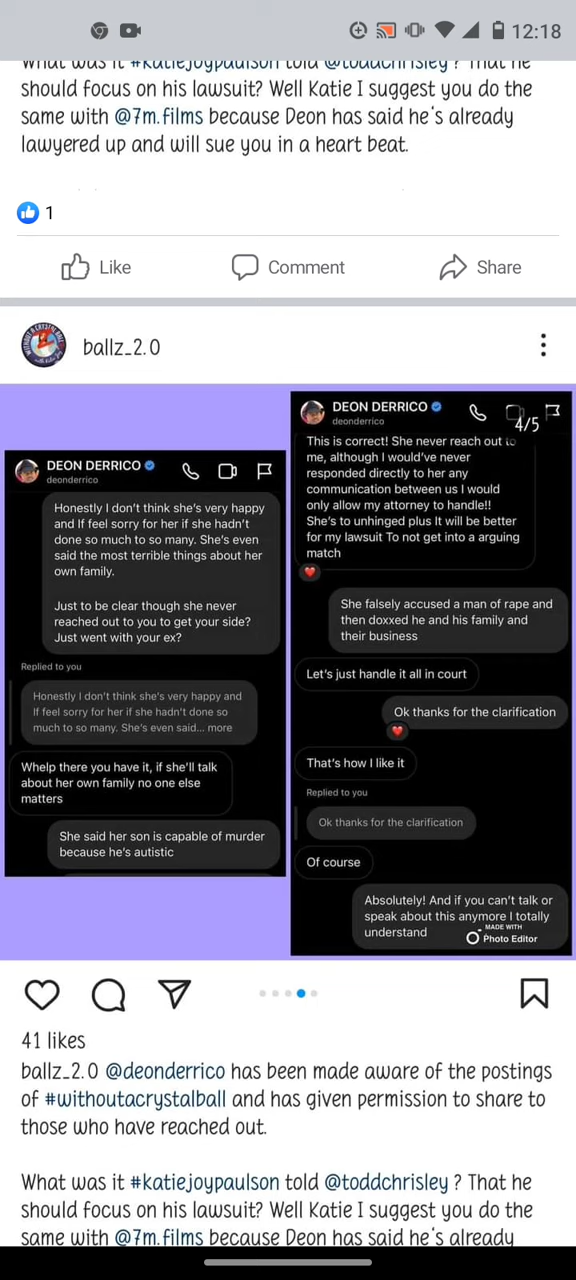 12:18
What was it #katiejoypaulson told @toddchrisley? That he
should focus on his lawsuit? Well Katie I suggest you do the
same with @7m.films because Deon has said he's already
lawyered up and will sue you in a heart beat.
1
Like
Comment
Share
ballz_2.0
DEON DERRICO
deonderrico
Honestly I don't think she's very happy
and If feel sorry for her if she hadn't
done so much to so many. She's even
said the most terrible things about her
own family.
Just to be clear though she never
reached out to you to get your side?
Just went with your ex?
Replied to you
Honestly I don't think she's very happy and
If feel sorry for her if she hadn't done so
much to so many. She's even said... more
Whelp there you have it, if she'll talk
about her own family no one else
matters
She said her son is capable of murder
because he's autistic
DEON DERRICO
deonderrico
4/5
This is correct! She never reach out to
me, although I would've never
responded directly to her any
communication between us I would
only allow my attorney to handle!!
She's to unhinged plus It will be better
for my lawsuit To not get into a arguing
match
She falsely accused a man of rape and
then doxxed he and his family and
their business
Let's just handle it all in court
Ok thanks for the clarification
That's how I like it
Replied to you
Ok thanks for the clarification
Of course
Absolutely! And if you can't talk or
speak about this anymore I totally
understand
MADE WITH
Photo Editor
41 likes
ballz_2.0 @deonderrico has been made aware of the postings
of #withoutacrystalball and has given permission to share to
those who have reached out.
What was it #katiejoypaulson told @toddchrisley? That he
should focus on his lawsuit? Well Katie I suggest you do the
same with @7m.films because Deon has said he's already